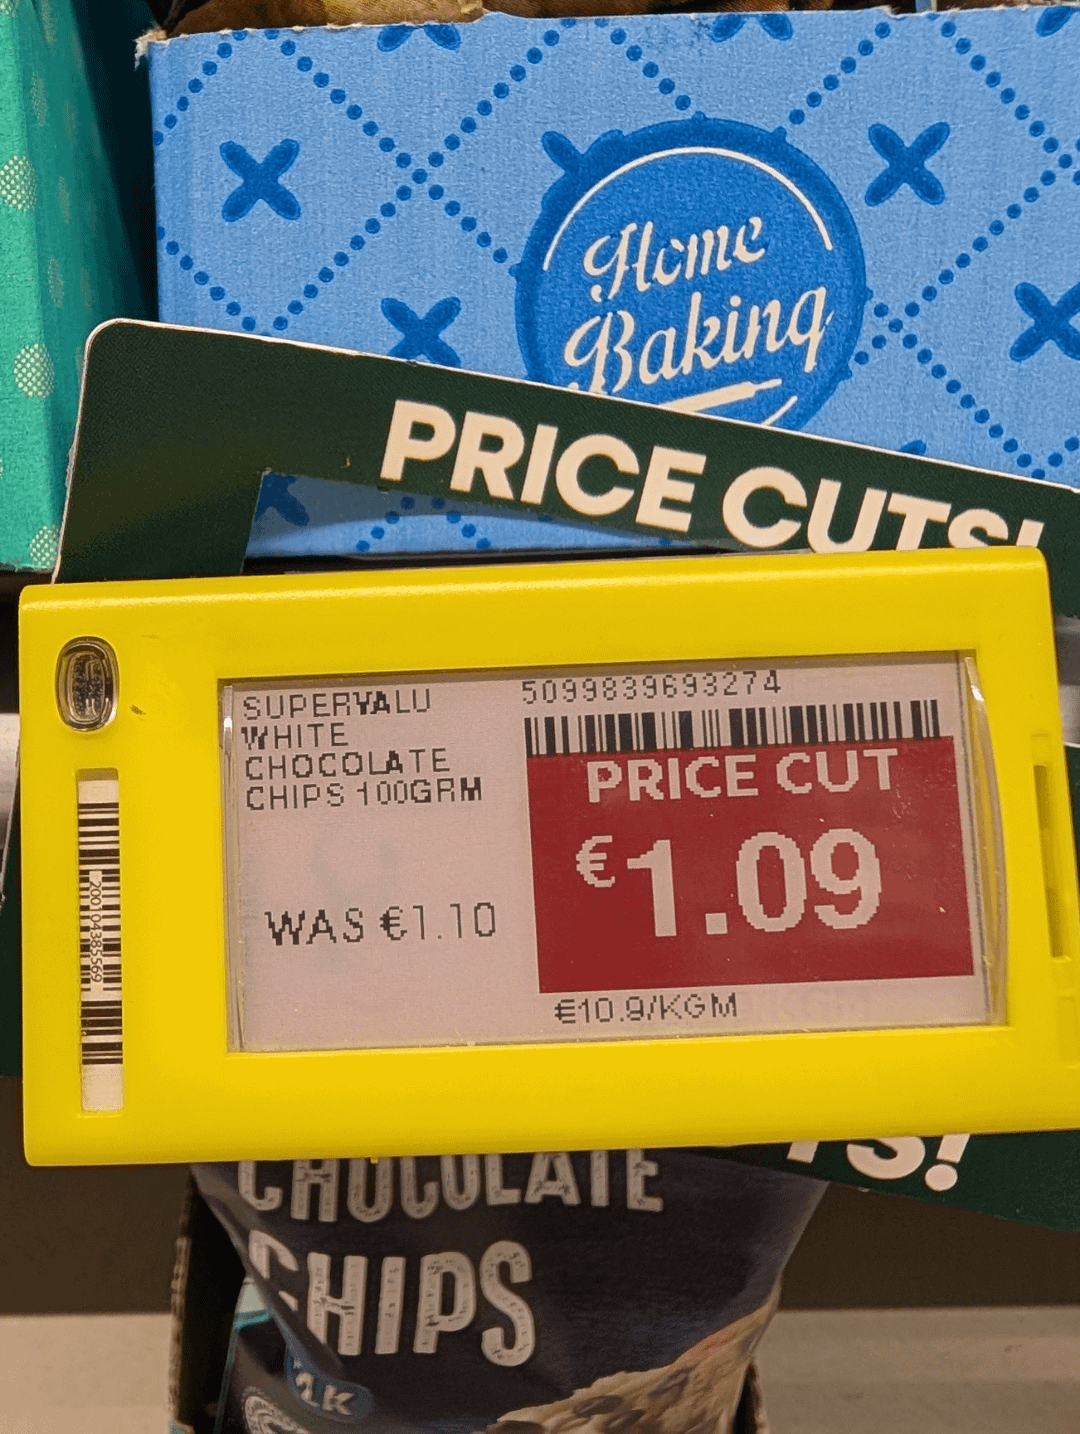 Home
Baking
PRICE CUTS!
SUPERVALU
WHITE
CHOCOLATE
CHIPS 100GRM
WAS €1.10
5099839693274
PRICE CUT
€1.09
€10.9/KGM
CHOCOLATE
CHIPS
TS!